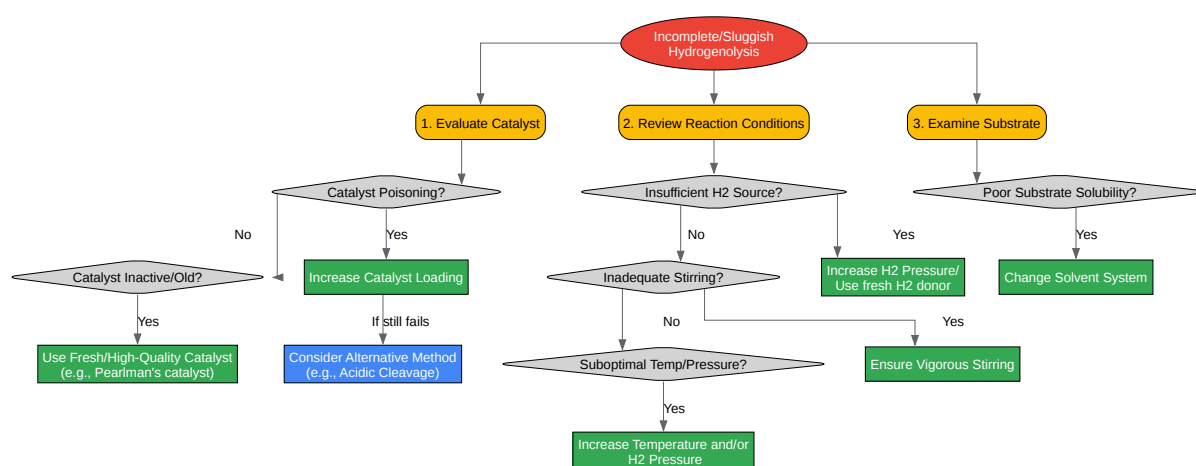 Incomplete/Sluggish
Hydrogenolysis
1. Evaluate Catalyst
2. Review Reaction Conditions
3. Examine Substrate
Catalyst Poisoning?
Insufficient H2 Source?
Poor Substrate Solubility?
No
Yes
No
Yes
Yes
Catalyst Inactive/Old?
Increase Catalyst Loading
Inadequate Stirring?
Increase H2 Pressure/
Use fresh H2 donor
Change Solvent System
Yes
If still fails
No
Yes
Use Fresh/High-Quality Catalyst
(e.g., Pearlman's catalyst)
Consider Alternative Method
(e.g., Acidic Cleavage)
Suboptimal Temp/Pressure?
Ensure Vigorous Stirring
Yes
Increase Temperature and/or
H2 Pressure